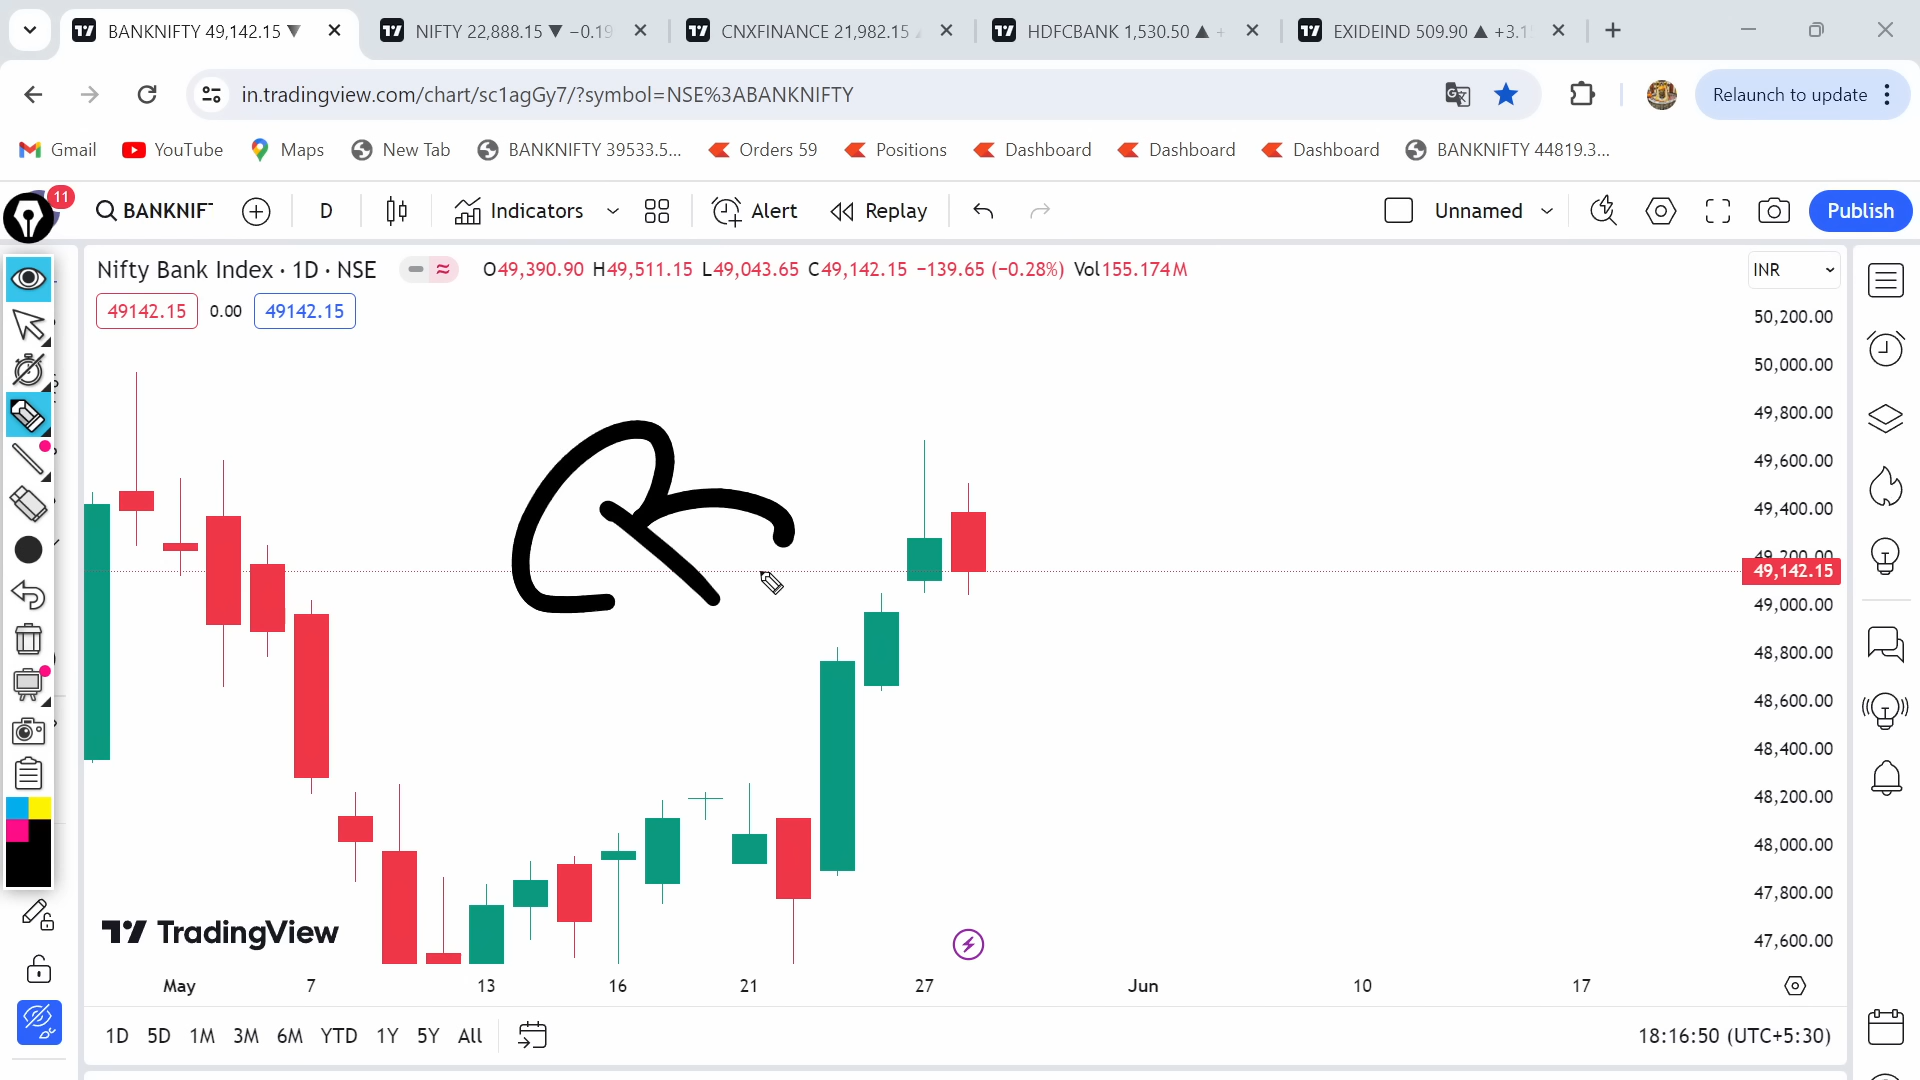 BANKNIFTY 49,142.15 ▼
NIFTY 22,888.15 ▼ −0.19
CNXFINANCE 21,982.15
HDFCBANK 1,530.50 ▲ +
EXIDEIND 509.90 ▲ +3.1
in.tradingview.com/chart/sc1agGy7/?symbol=NSE%3ABANKNIFTY
Relaunch to update
Gmail
YouTube
Maps
New Tab
BANKNIFTY 39533.5...
Orders 59
Positions
Dashboard
Dashboard
Dashboard
BANKNIFTY 44819.3...
11
BANKNIF
D
Indicators
Alert
Replay
Unnamed
Publish
Nifty Bank Index · 1D · NSE
O49,390.90 H49,511.15 L49,043.65 C49,142.15 −139.65 (−0.28%) Vol155.174M
INR
49142.15
0.00
49142.15
50,200.00
50,000.00
49,800.00
49,600.00
49,400.00
49,200.00
49,142.15
49,000.00
48,800.00
48,600.00
48,400.00
48,200.00
48,000.00
47,800.00
47,600.00
TradingView
May 7 13 16 21 27 Jun 10 17
1D 5D 1M 3M 6M YTD 1Y 5Y All
18:16:50 (UTC+5:30)